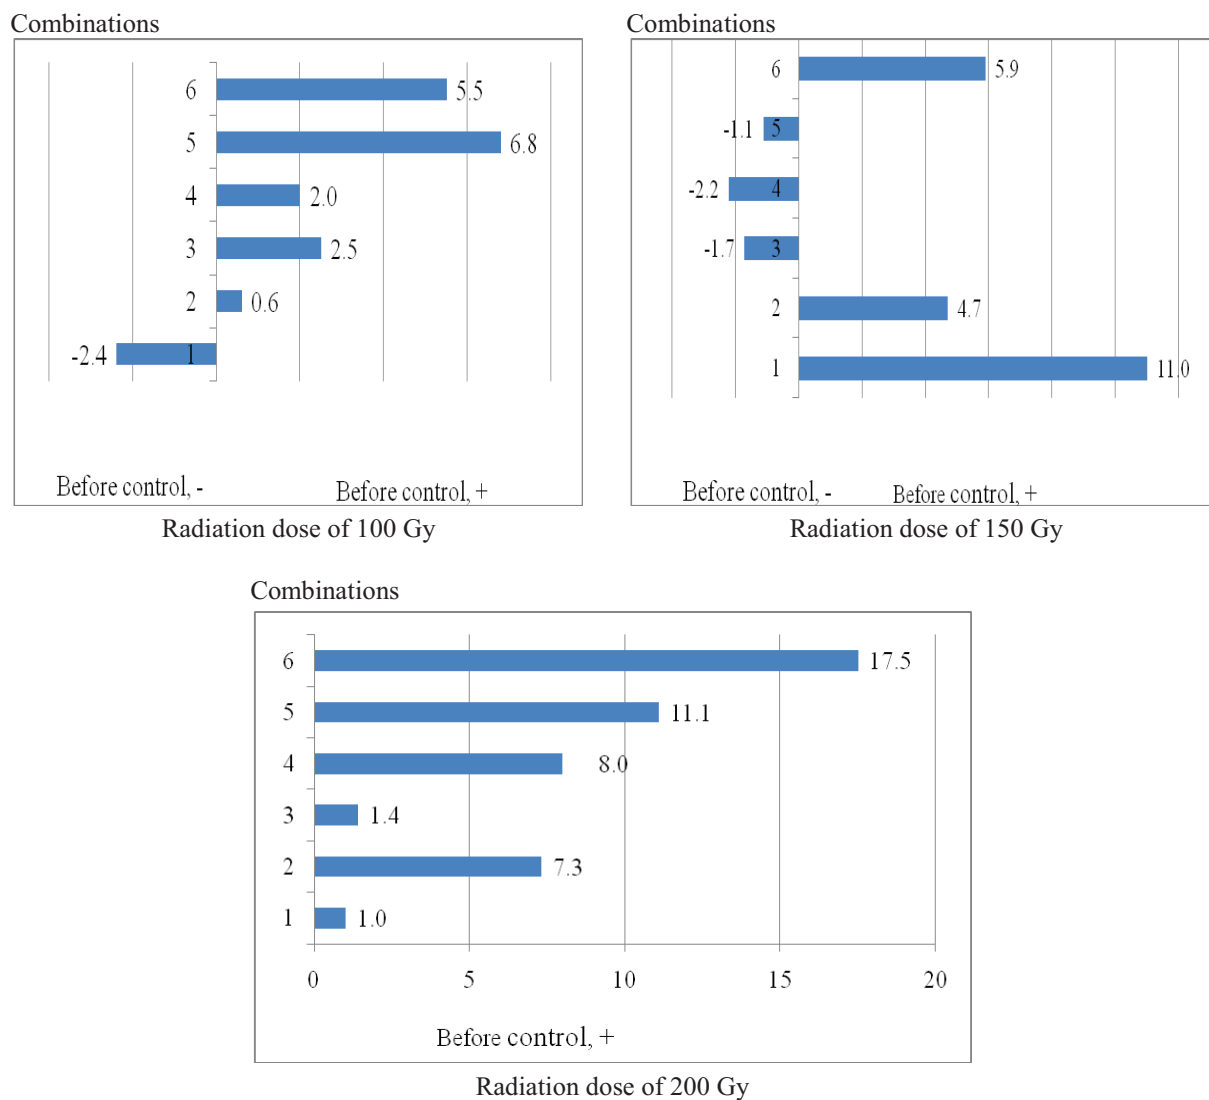 Combinations
6 5.5
5 6.8
4 2.0
3 2.5
2 0.6
-2.4 1
Before control, - Before control, +
Radiation dose of 100 Gy
Combinations
6 5.9
-1.1 5
-2.2 4
-1.7 3
2 4.7
1 11.0
Before control, - Before control, +
Radiation dose of 150 Gy
Combinations
6 17.5
5 11.1
4 8.0
3 1.4
2 7.3
1 1.0
0 5 10 15 20
Before control, +
Radiation dose of 200 Gy